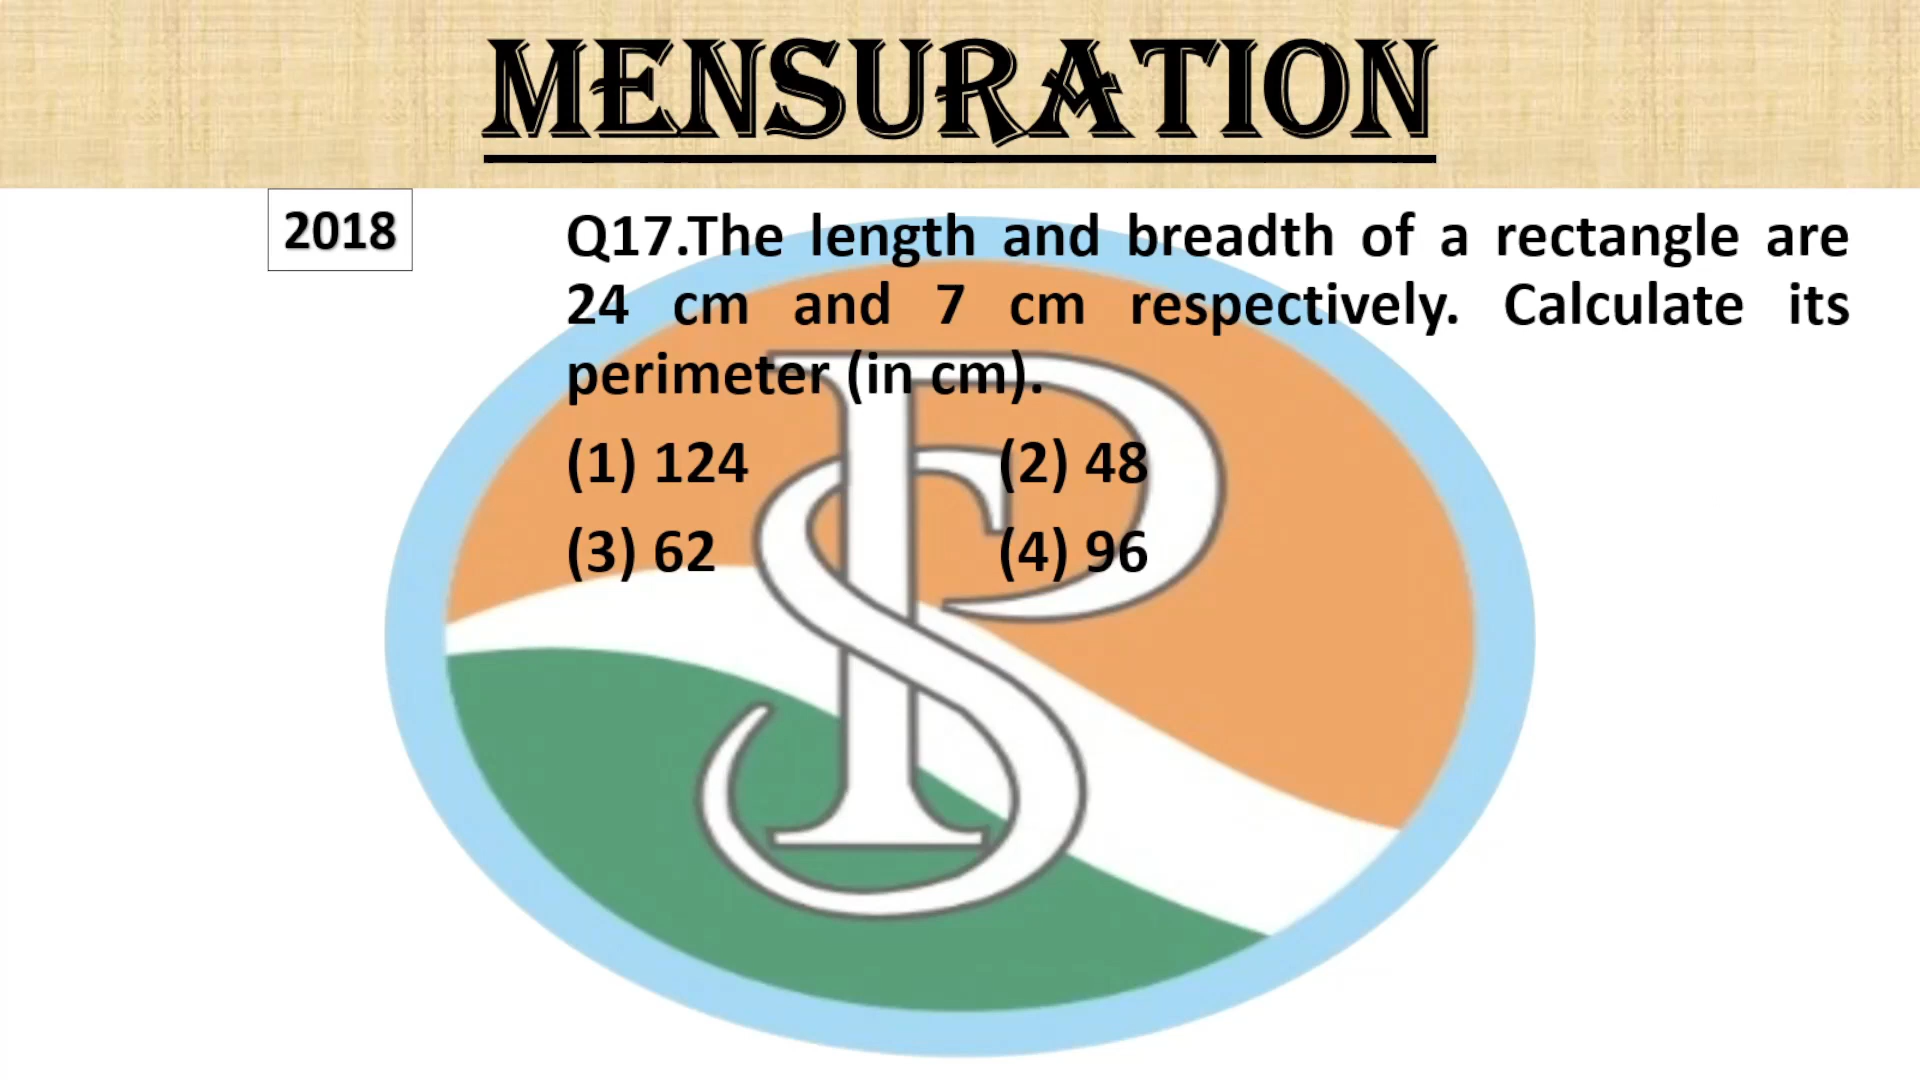 MENSURATION
2018
Q17.The length and breadth of a rectangle are
24 cm and 7 cm respectively. Calculate its
perimeter (in cm).
(1) 124 (2) 48
(3) 62 (4) 96
PS